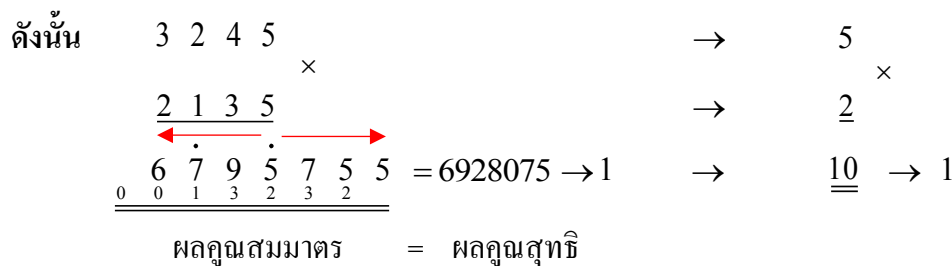 ดังนั้น 3 2 4 5 → 5
× ×
2 1 3 5 → 2
6 7̇ 9 5̇ 7 5 5 = 6928075 → 1 → 10 → 1
0 0 1 3 2 3 2
ผลคูณสมมาตร = ผลคูณสุทธิ